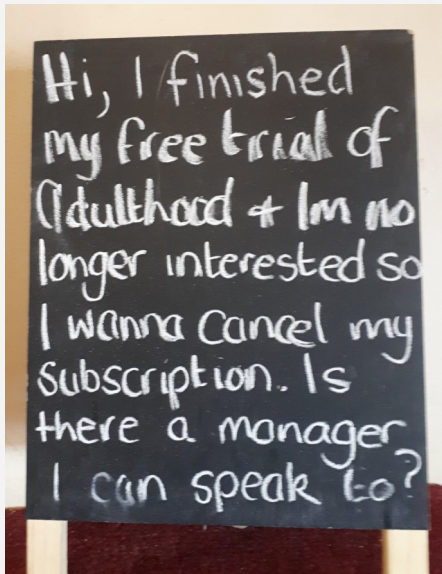 Hi, I finished
my free trial of
Adulthood & Im no
longer interested so
I wanna cancel my
subscription. Is
there a manager
I can speak to?